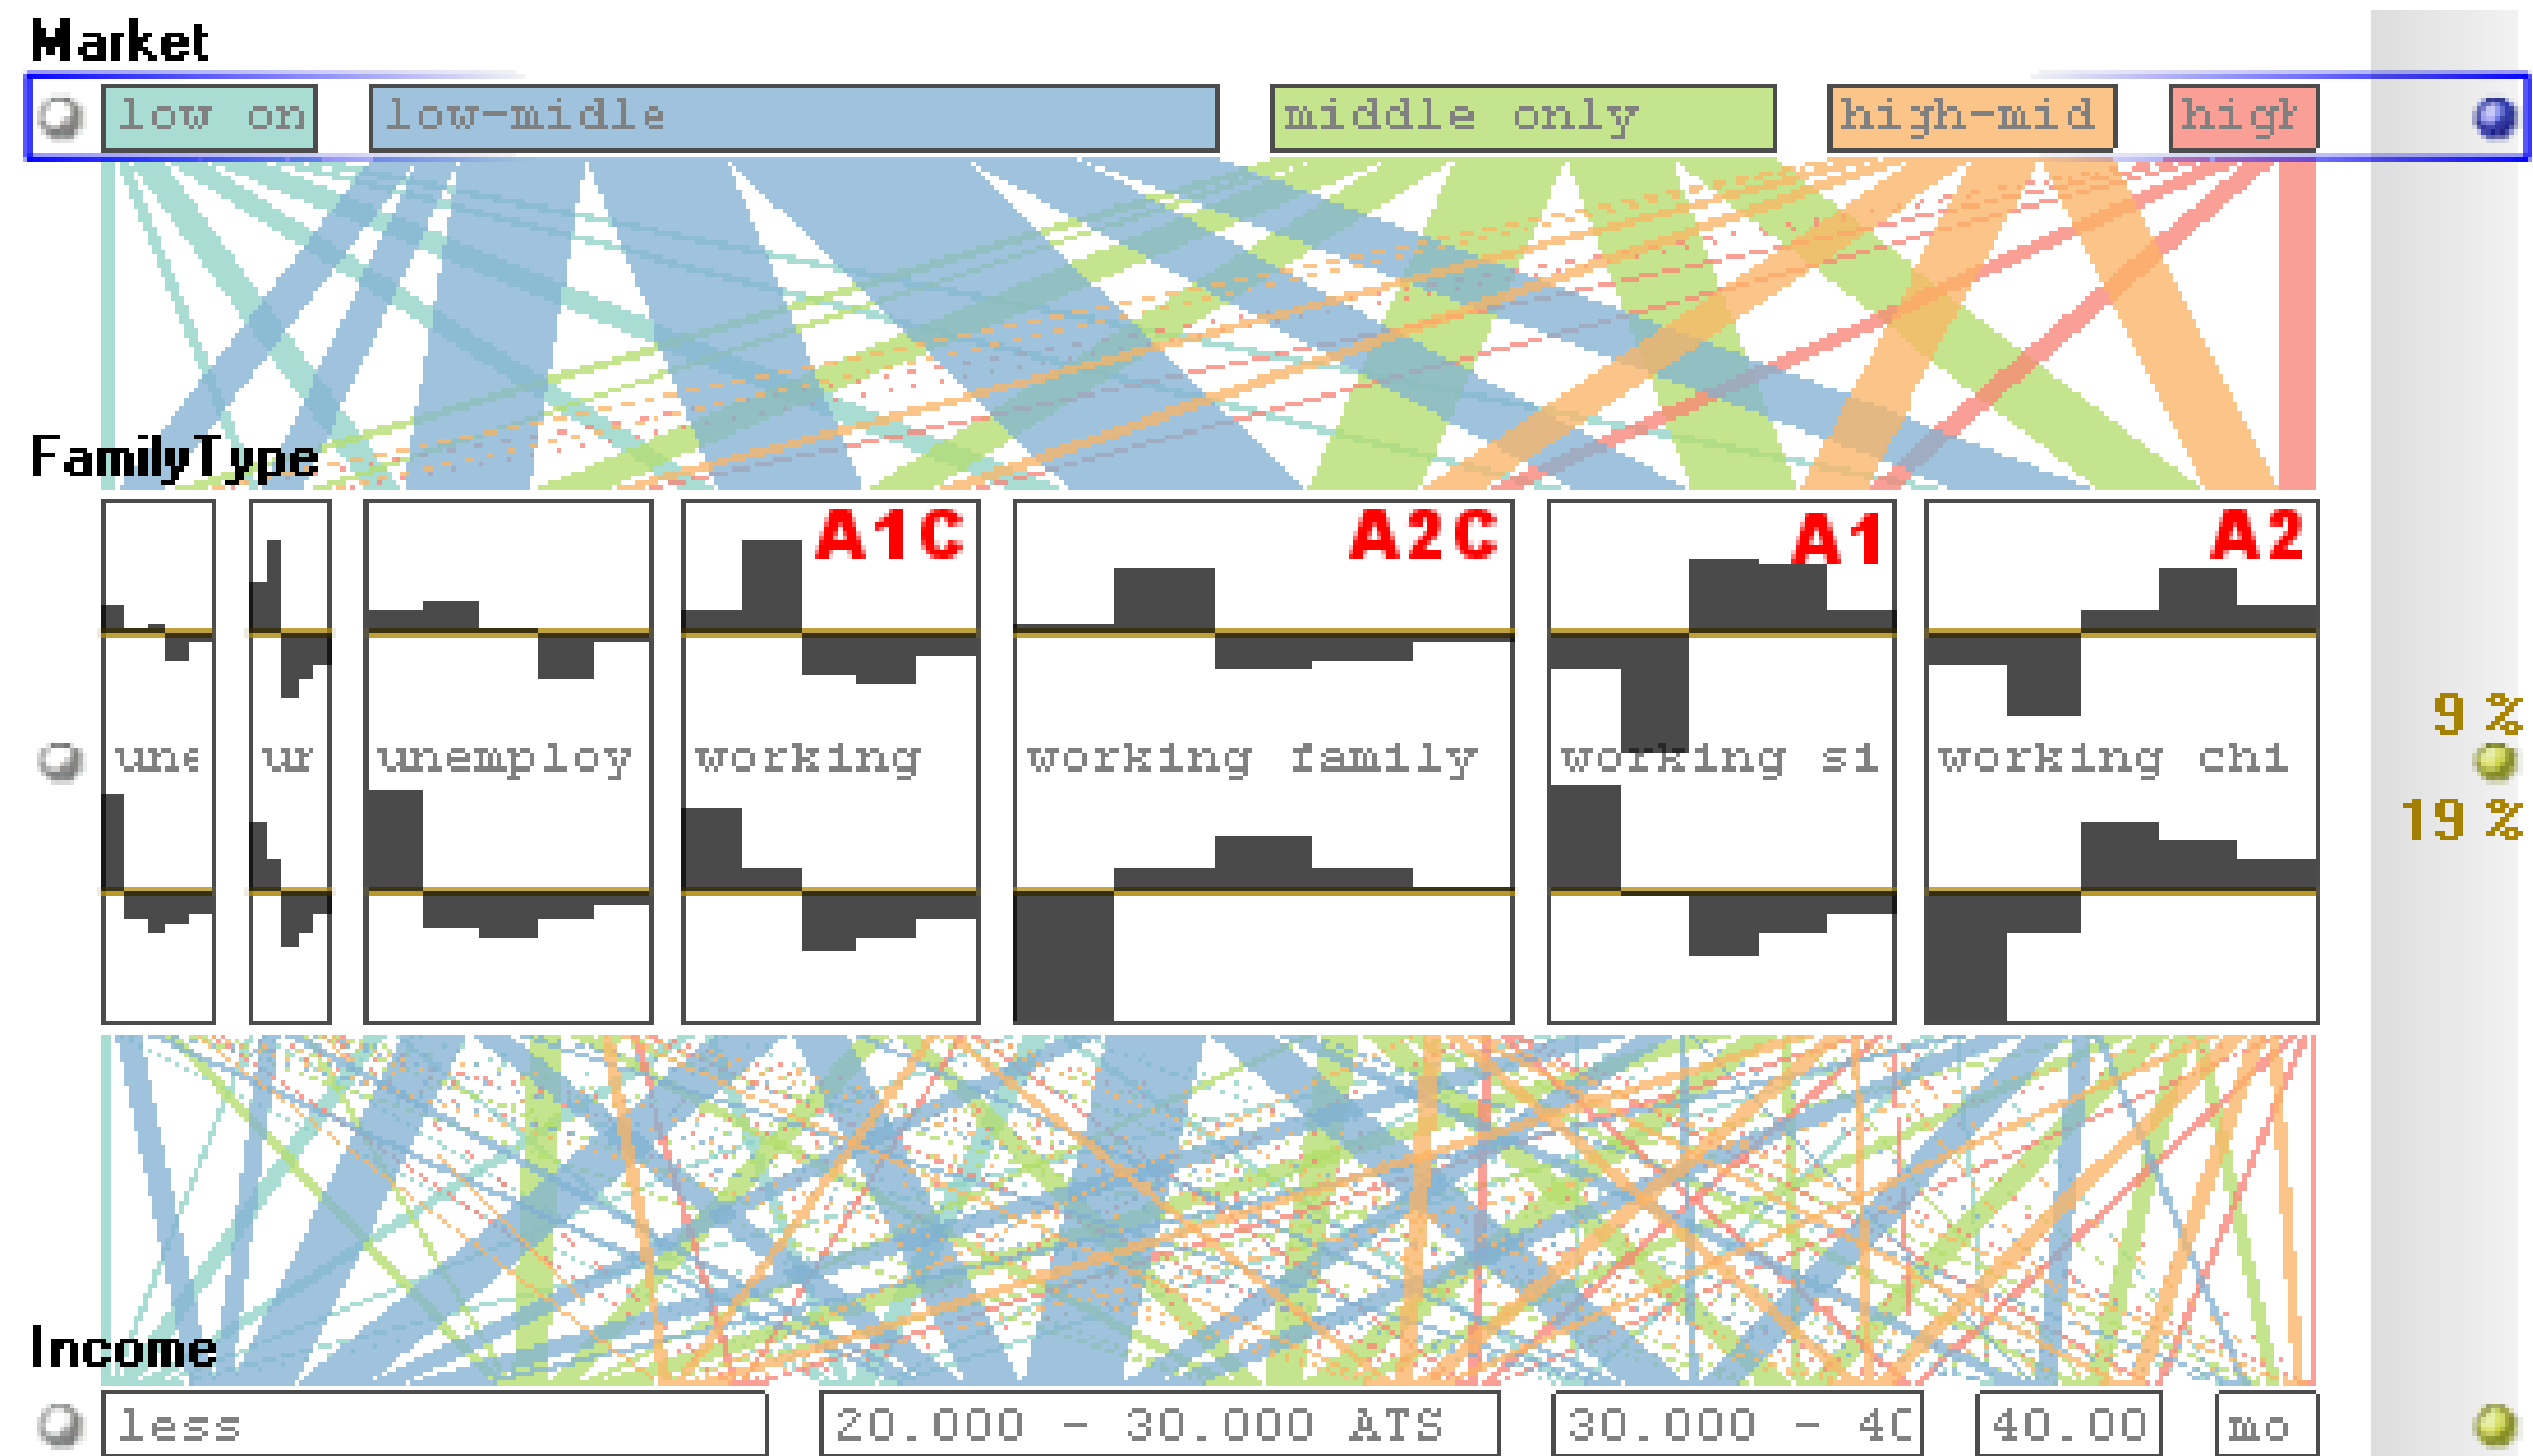 Market
low on low-midle middle only high-mid high
FamilyType
A1C A2C A1 A2
9 %
une ur unemploy working working family working si working chi
19 %
Income
less 20.000 - 30.000 ATS 30.000 - 40 40.00 mo